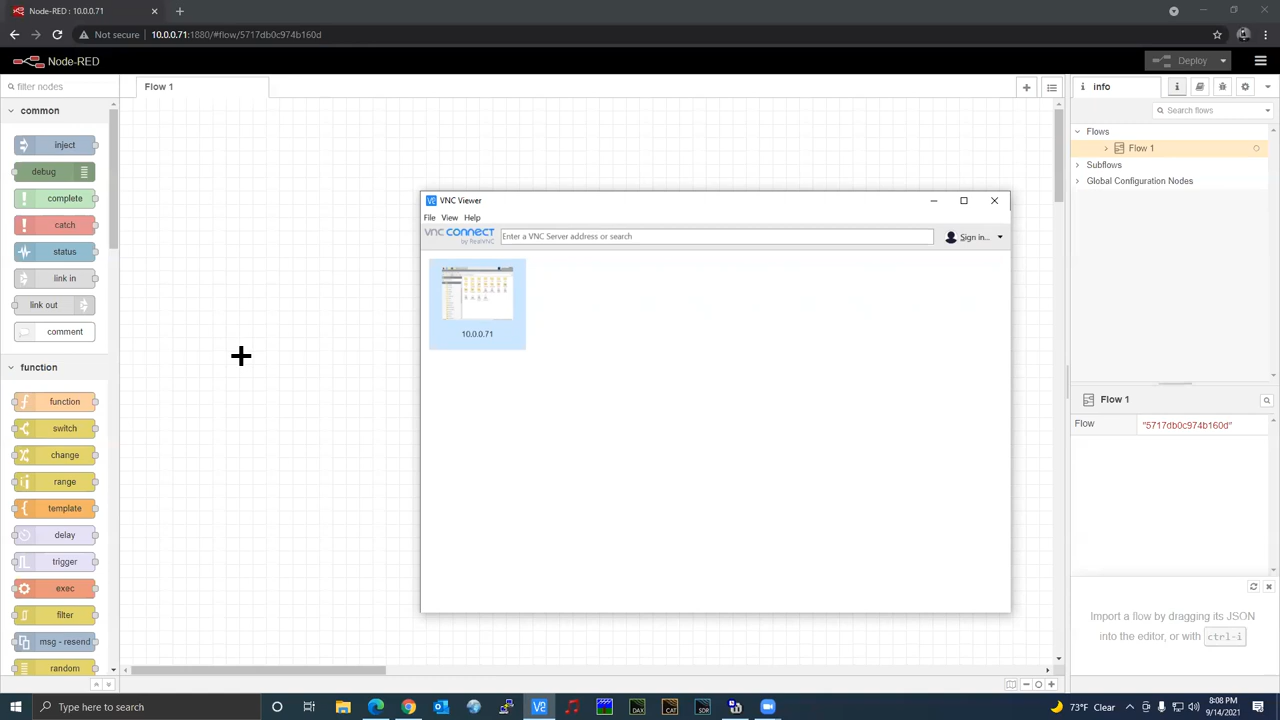 Node-RED : 10.0.0.71
Not secure
10.0.0.71:1880/#flow/5717db0c974b160d
Node-RED
Deploy
filter nodes
Flow 1
info
Search flows
common
inject
debug
complete
catch
status
link in
link out
comment
function
function
switch
change
range
template
delay
trigger
exec
filter
msg - resend
random
VNC Viewer
File View Help
vnc connect
by RealVNC
Enter a VNC Server address or search
Sign in...
10.0.0.71
Flows
Flow 1
Subflows
Global Configuration Nodes
Flow 1
Flow "5717db0c974b160d"
Import a flow by dragging its JSON
into the editor, or with ctrl-i
Type here to search
DAX
CAT
SDR
73°F Clear
8:08 PM
9/14/2021